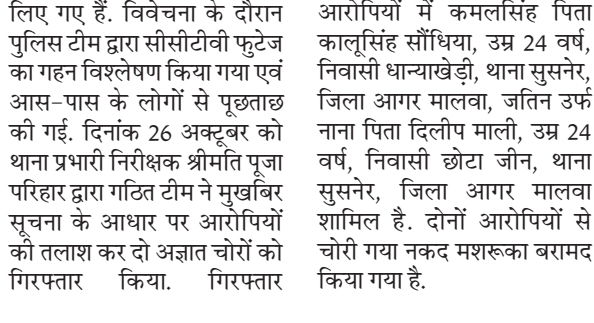 लिए गए हैं. विवेचना के दौरान
पुलिस टीम द्वारा सीसीटीवी फुटेज
का गहन विश्लेषण किया गया एवं
आस-पास के लोगों से पूछताछ
की गई. दिनांक 26 अक्टूबर को
थाना प्रभारी निरीक्षक श्रीमति पूजा
परिहार द्वारा गठित टीम ने मुखबिर
सूचना के आधार पर आरोपियों
की तलाश कर दो अज्ञात चोरों को
गिरफ्तार किया. गिरफ्तार
आरोपियों में कमलसिंह पिता
कालूसिंह सौंधिया, उम्र 24 वर्ष,
निवासी धान्याखेड़ी, थाना सुसनेर,
जिला आगर मालवा, जतिन उर्फ
नाना पिता दिलीप माली, उम्र 24
वर्ष, निवासी छोटा जीन, थाना
सुसनेर, जिला आगर मालवा
शामिल है. दोनों आरोपियों से
चोरी गया नकद मशरूका बरामद
किया गया है.